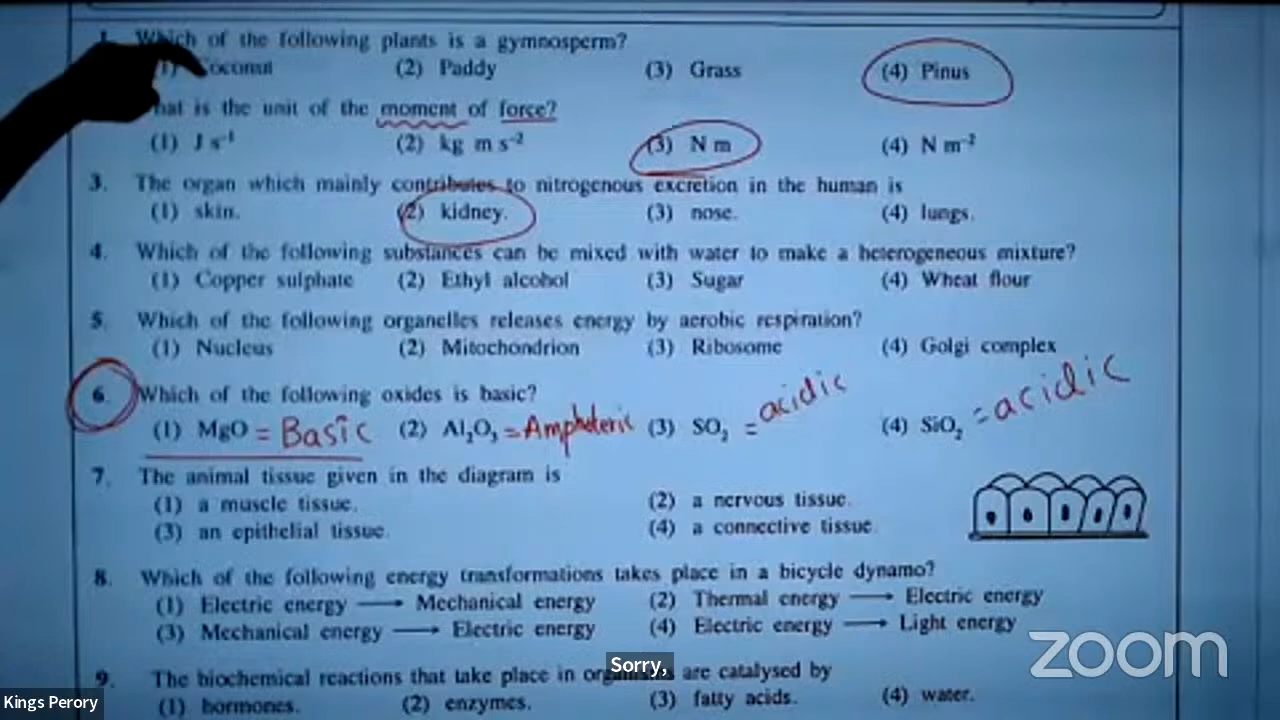 1. Which of the following plants is a gymnosperm?
(1) Coconut (2) Paddy (3) Grass (4) Pinus
What is the unit of the moment of force?
(1) J s⁻¹ (2) kg m s⁻² (3) N m (4) N m⁻²
3. The organ which mainly contributes to nitrogenous excretion in the human is
(1) skin. (2) kidney. (3) nose. (4) lungs.
4. Which of the following substances can be mixed with water to make a heterogeneous mixture?
(1) Copper sulphate (2) Ethyl alcohol (3) Sugar (4) Wheat flour
5. Which of the following organelles releases energy by aerobic respiration?
(1) Nucleus (2) Mitochondrion (3) Ribosome (4) Golgi complex
6. Which of the following oxides is basic?
(1) MgO = Basic (2) Al₂O₃ = Amphoteric (3) SO₂ = acidic (4) SiO₂ = acidic
7. The animal tissue given in the diagram is
(1) a muscle tissue. (2) a nervous tissue.
(3) an epithelial tissue. (4) a connective tissue.
8. Which of the following energy transformations takes place in a bicycle dynamo?
(1) Electric energy → Mechanical energy (2) Thermal energy → Electric energy
(3) Mechanical energy → Electric energy (4) Electric energy → Light energy
zoom
Sorry,
9. The biochemical reactions that take place in organisms are catalysed by
(1) hormones. (2) enzymes. (3) fatty acids. (4) water.
Kings Perory